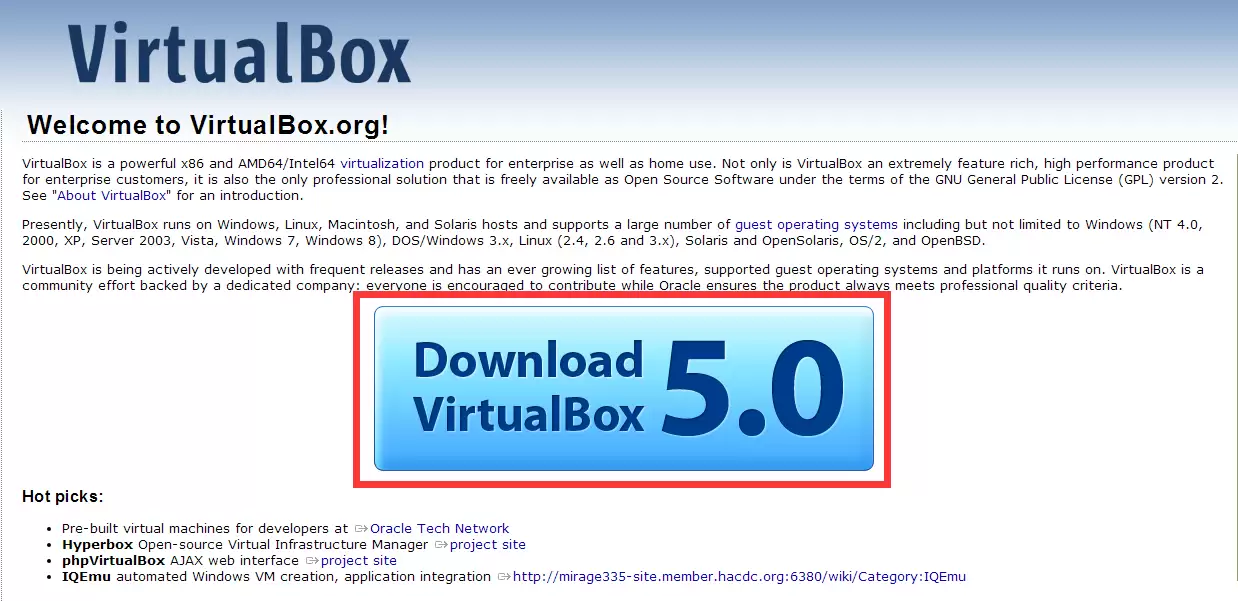 VirtualBox
Welcome to VirtualBox.org!
VirtualBox is a powerful x86 and AMD64/Intel64 virtualization product for enterprise as well as home use. Not only is VirtualBox an extremely feature rich, high performance product
for enterprise customers, it is also the only professional solution that is freely available as Open Source Software under the terms of the GNU General Public License (GPL) version 2.
See "About VirtualBox" for an introduction.
Presently, VirtualBox runs on Windows, Linux, Macintosh, and Solaris hosts and supports a large number of guest operating systems including but not limited to Windows (NT 4.0,
2000, XP, Server 2003, Vista, Windows 7, Windows 8), DOS/Windows 3.x, Linux (2.4, 2.6 and 3.x), Solaris and OpenSolaris, OS/2, and OpenBSD.
VirtualBox is being actively developed with frequent releases and has an ever growing list of features, supported guest operating systems and platforms it runs on. VirtualBox is a
community effort backed by a dedicated company: everyone is encouraged to contribute while Oracle ensures the product always meets professional quality criteria.
Download
VirtualBox 5.0
Hot picks:
• Pre-built virtual machines for developers at Oracle Tech Network
• Hyperbox Open-source Virtual Infrastructure Manager project site
• phpVirtualBox AJAX web interface project site
• IQEmu automated Windows VM creation, application integration http://mirage335-site.member.hacdc.org:6380/wiki/Category:IQEmu